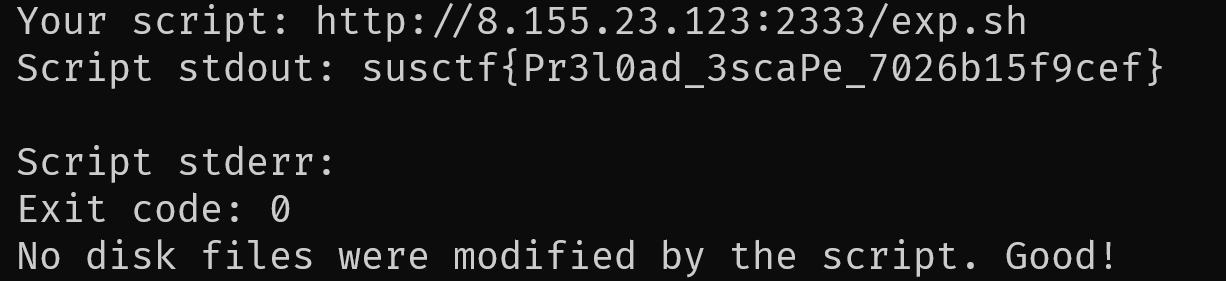 Your script: http://8.155.23.123:2333/exp.sh
Script stdout: susctf{Pr3l0ad_3scaPe_7026b15f9cef}
Script stderr:
Exit code: 0
No disk files were modified by the script. Good!